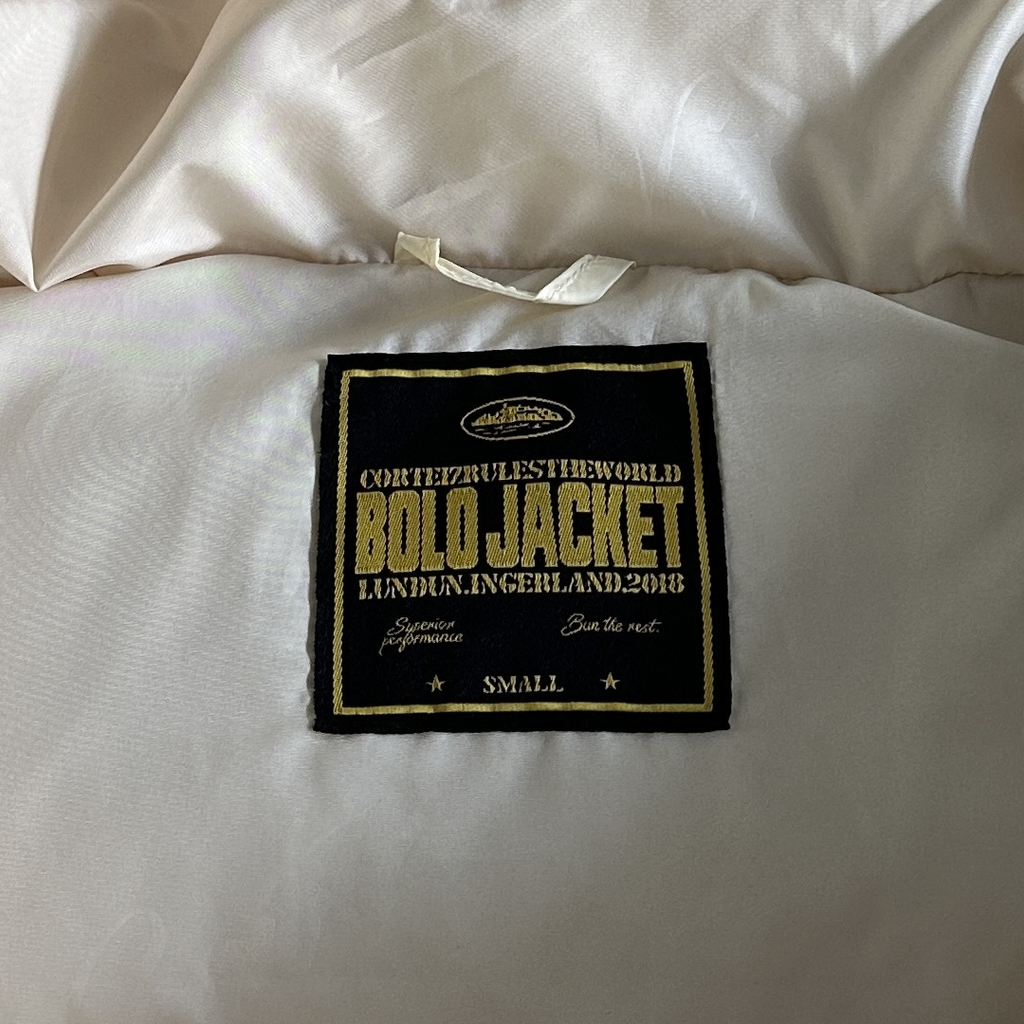 CORTEIZRULESTHEWORLD
BOLO JACKET
LUNDUN.INGERLAND.2018
Superior performance
Bun the rest.
SMALL